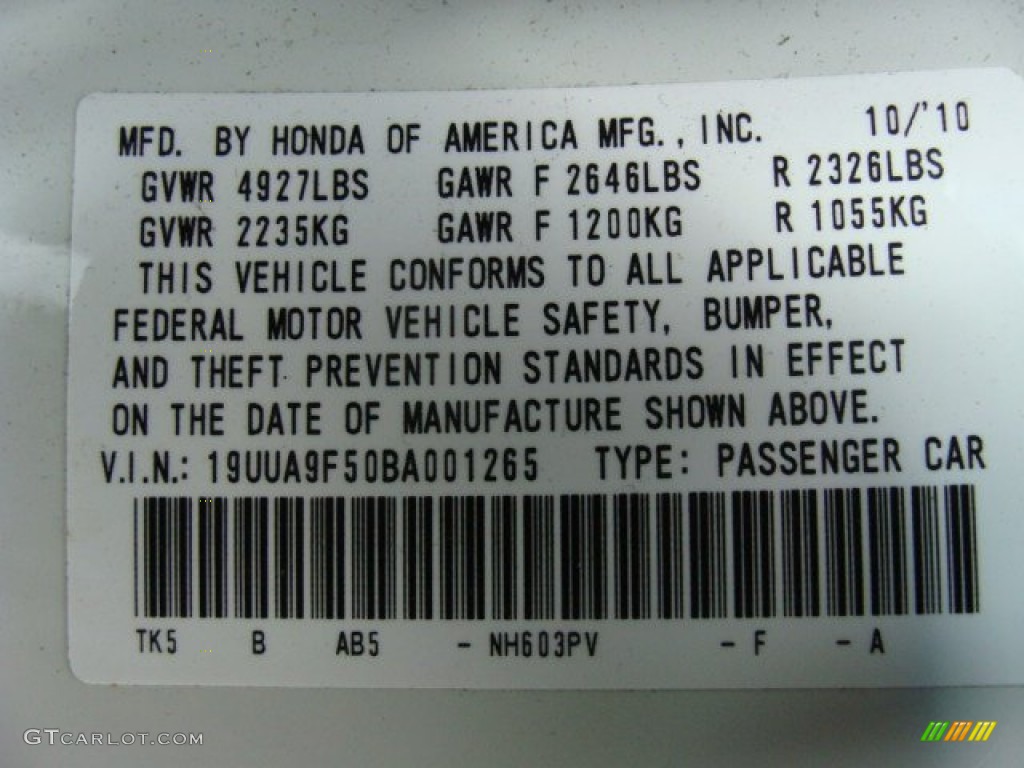 MFD. BY HONDA OF AMERICA MFG., INC. 10/'10
GVWR 4927LBS GAWR F 2646LBS R 2326LBS
GVWR 2235KG GAWR F 1200KG R 1055KG
THIS VEHICLE CONFORMS TO ALL APPLICABLE
FEDERAL MOTOR VEHICLE SAFETY, BUMPER,
AND THEFT PREVENTION STANDARDS IN EFFECT
ON THE DATE OF MANUFACTURE SHOWN ABOVE.
V.I.N.: 19UUA9F50BA001265 TYPE: PASSENGER CAR
TK5 B AB5 - NH603PV - F - A
GTCARLOT.COM